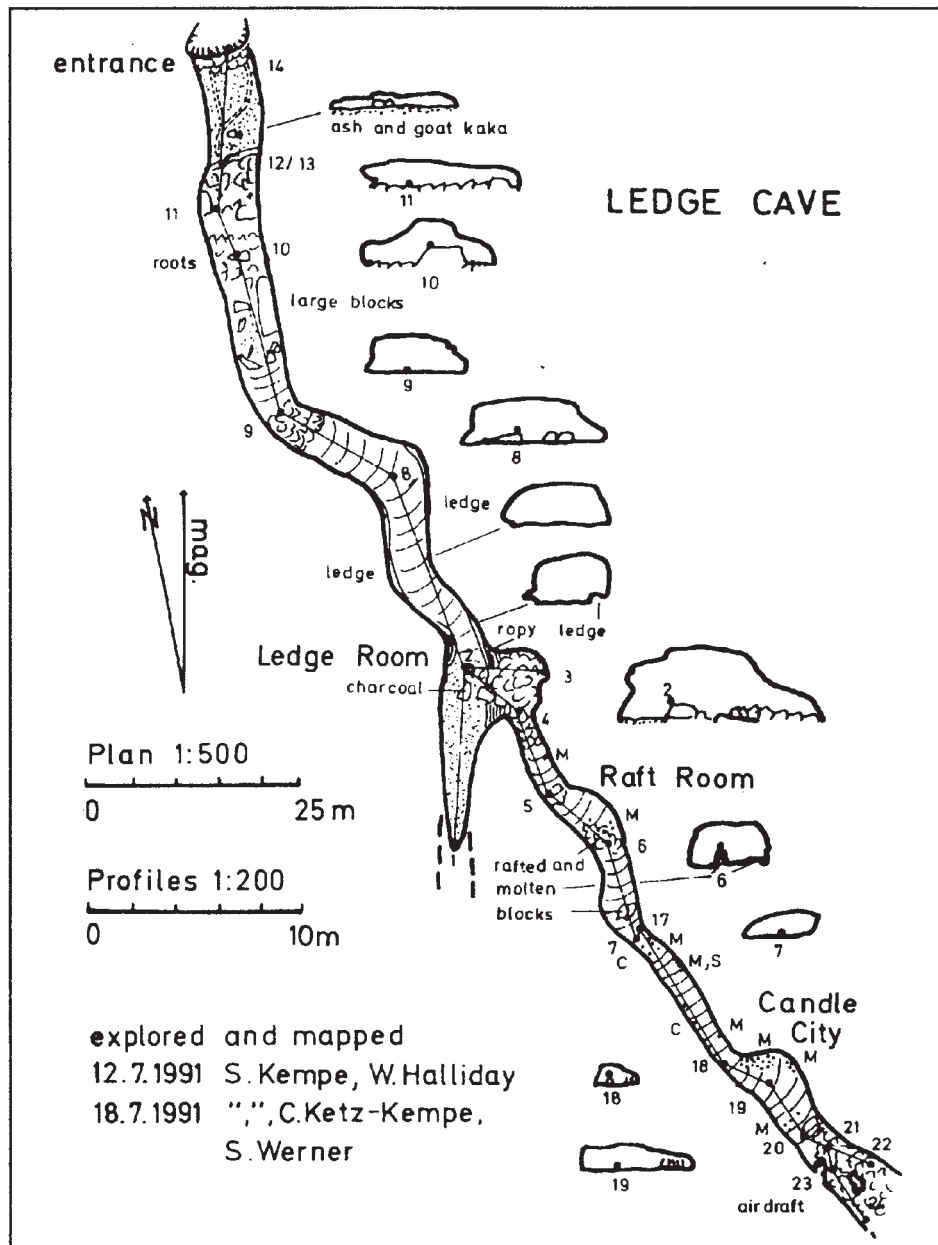 entrance
14
ash and goat kaka
12/13
11
11
LEDGE CAVE
roots
10
10
large blocks
9
9
8
8
N
mag.
ledge
ledge
ropy ledge
Ledge Room
2
3
charcoal
2
4
M
Plan 1:500
0 25 m
Raft Room
5
M
6
1
rafted and
molten
blocks
6
Profiles 1:200
0 10m
17
M
7
7
C
M,S
Candle
City
explored and mapped
12.7.1991 S. Kempe, W. Halliday
18.7.1991 ",", C. Ketz-Kempe,
S. Werner
C
M
M
M
18
18
19
M
20
21
22
19
23
air draft